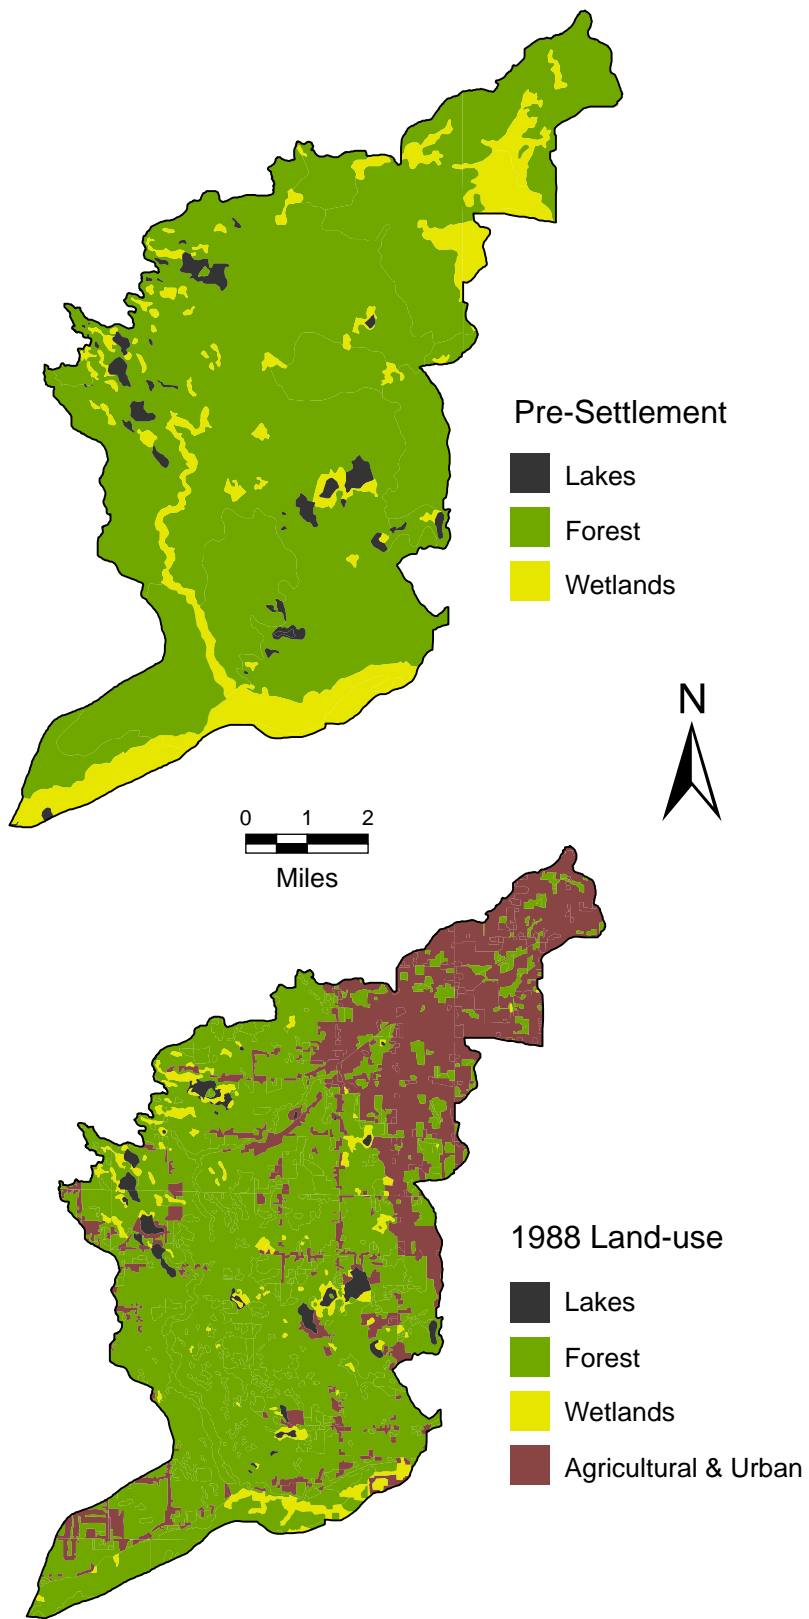 Pre-Settlement
Lakes
Forest
Wetlands
N
0 1 2
Miles
1988 Land-use
Lakes
Forest
Wetlands
Agricultural & Urban